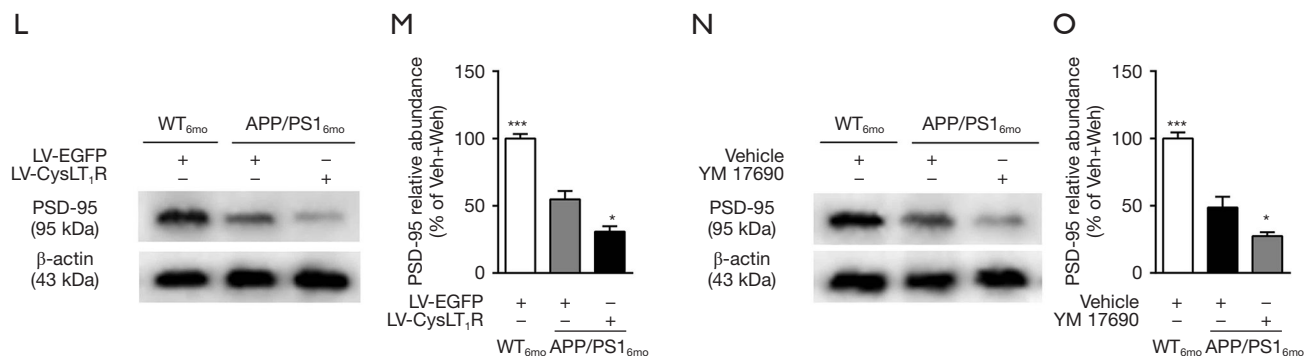 L
WT6mo APP/PS16mo
LV-EGFP + + –
LV-CysLT1R – – +
PSD-95
(95 kDa)
β-actin
(43 kDa)
M
PSD-95 relative abundance
(% of Veh+Weh)
150
100
50
0
***
*
LV-EGFP + + –
LV-CysLT1R – – +
WT6mo APP/PS16mo
N
WT6mo APP/PS16mo
Vehicle + + –
YM 17690 – – +
PSD-95
(95 kDa)
β-actin
(43 kDa)
O
PSD-95 relative abundance
(% of Veh+Weh)
150
100
50
0
***
*
Vehicle + + –
YM 17690 – – +
WT6mo APP/PS16mo